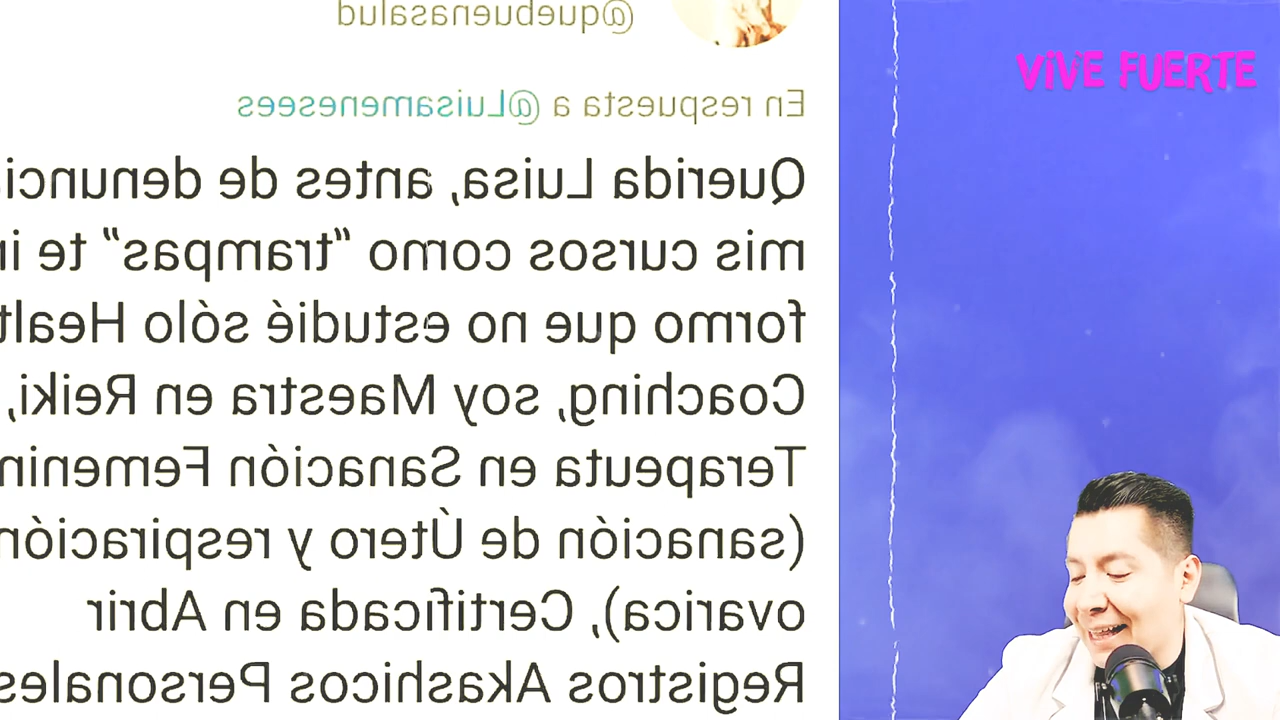 @quebuenasalud
En respuesta a @Luisamenesees
Querida Luisa, antes de
mis cursos como “trampas” te
formo que no estudié sólo
Coaching, soy Maestra en Reiki,
Terapeuta en Sanación
(sanación de Útero y
ovarica), Certificada en Abrir
Registros Akashicos
VIVE FUERTE